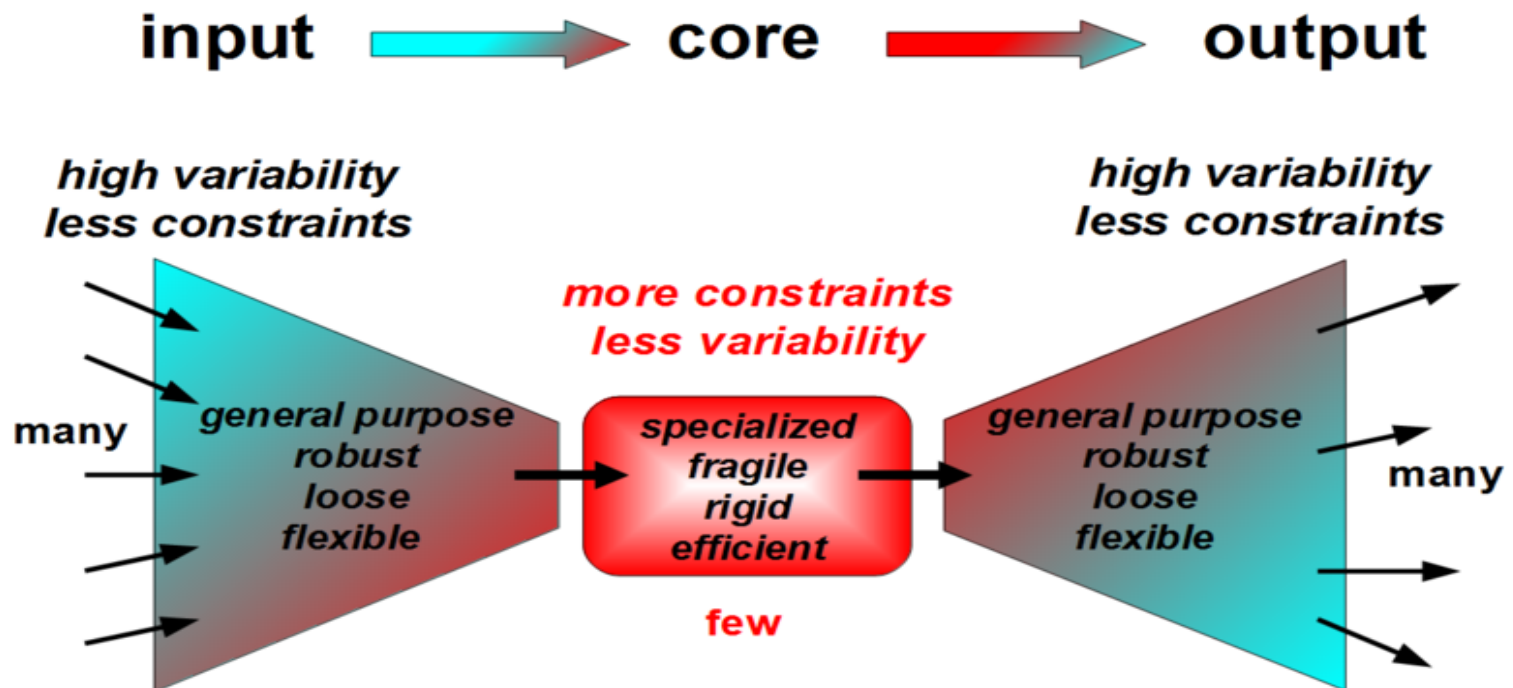 input core output
high variability
less constraints
high variability
less constraints
more constraints
less variability
many
general purpose
robust
loose
flexible
specialized
fragile
rigid
efficient
general purpose
robust
loose
flexible
many
few